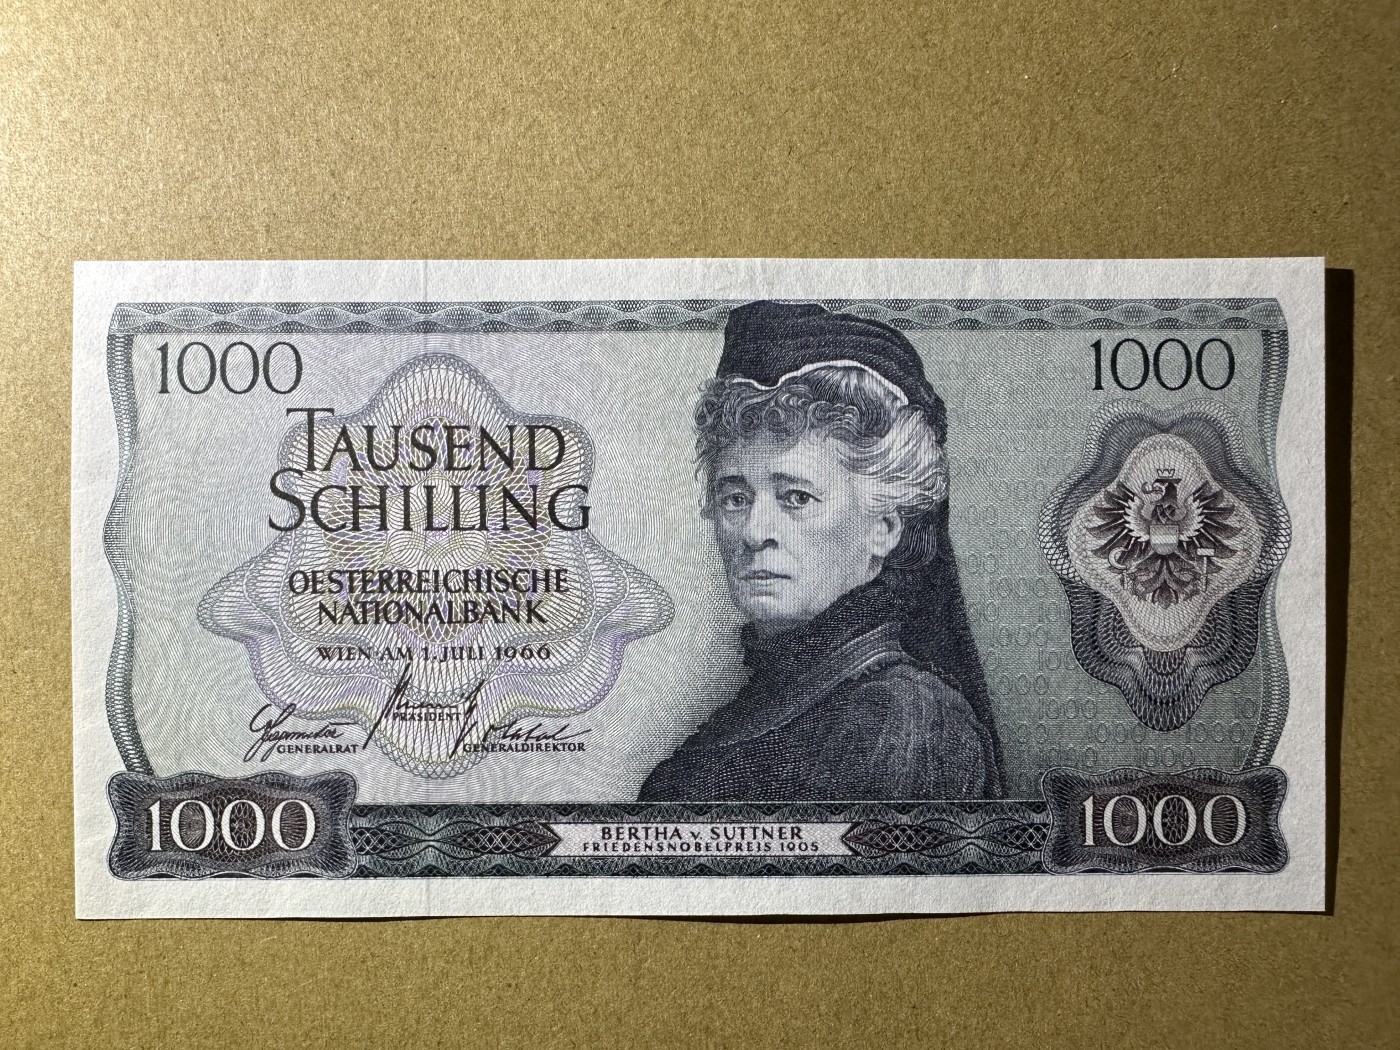 1000
1000
TAUSEND
SCHILLING
OESTERREICHISCHE
NATIONALBANK
WIEN AM 1. JULI 1966
PRÄSIDENT
GENERALRAT
GENERALDIREKTOR
1000
BERTHA v. SUTTNER
FRIEDENSNOBELPREIS 1905
1000